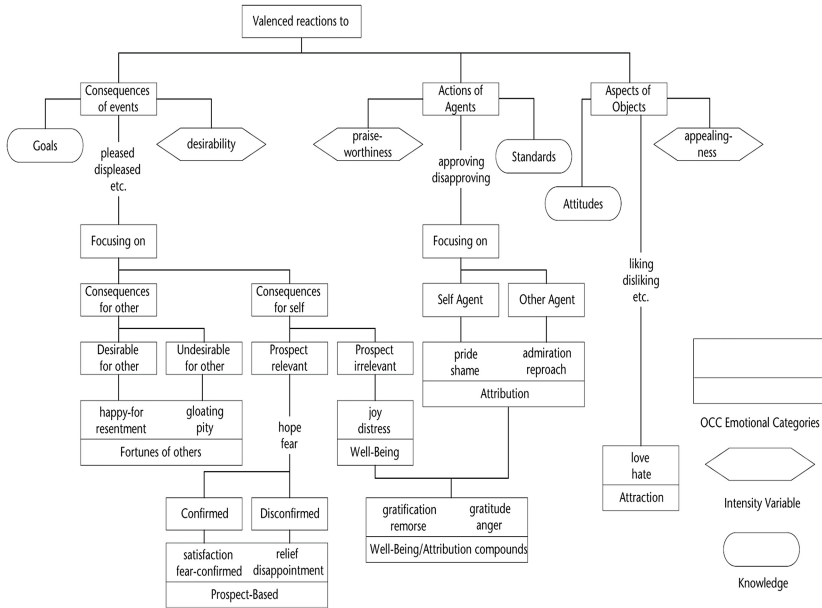 Valenced reactions to
Consequences
of events
Actions of
Agents
Aspects of
Objects
Goals
desirability
pleased
displeased
etc.
praise-
worthiness
Standards
approving
disapproving
appealing-
ness
Attitudes
Focusing on
Focusing on
liking
disliking
etc.
Consequences
for other
Consequences
for self
Self Agent
Other Agent
Desirable
for other
Undesirable
for other
Prospect
relevant
Prospect
irrelevant
pride
shame
admiration
reproach
Attribution
happy-for
resentment
gloating
pity
Fortunes of others
hope
fear
joy
distress
Well-Being
OCC Emotional Categories
love
hate
Attraction
Intensity Variable
Confirmed
Disconfirmed
gratification
remorse
gratitude
anger
Well-Being/Attribution compounds
satisfaction
fear-confirmed
relief
disappointment
Prospect-Based
Knowledge